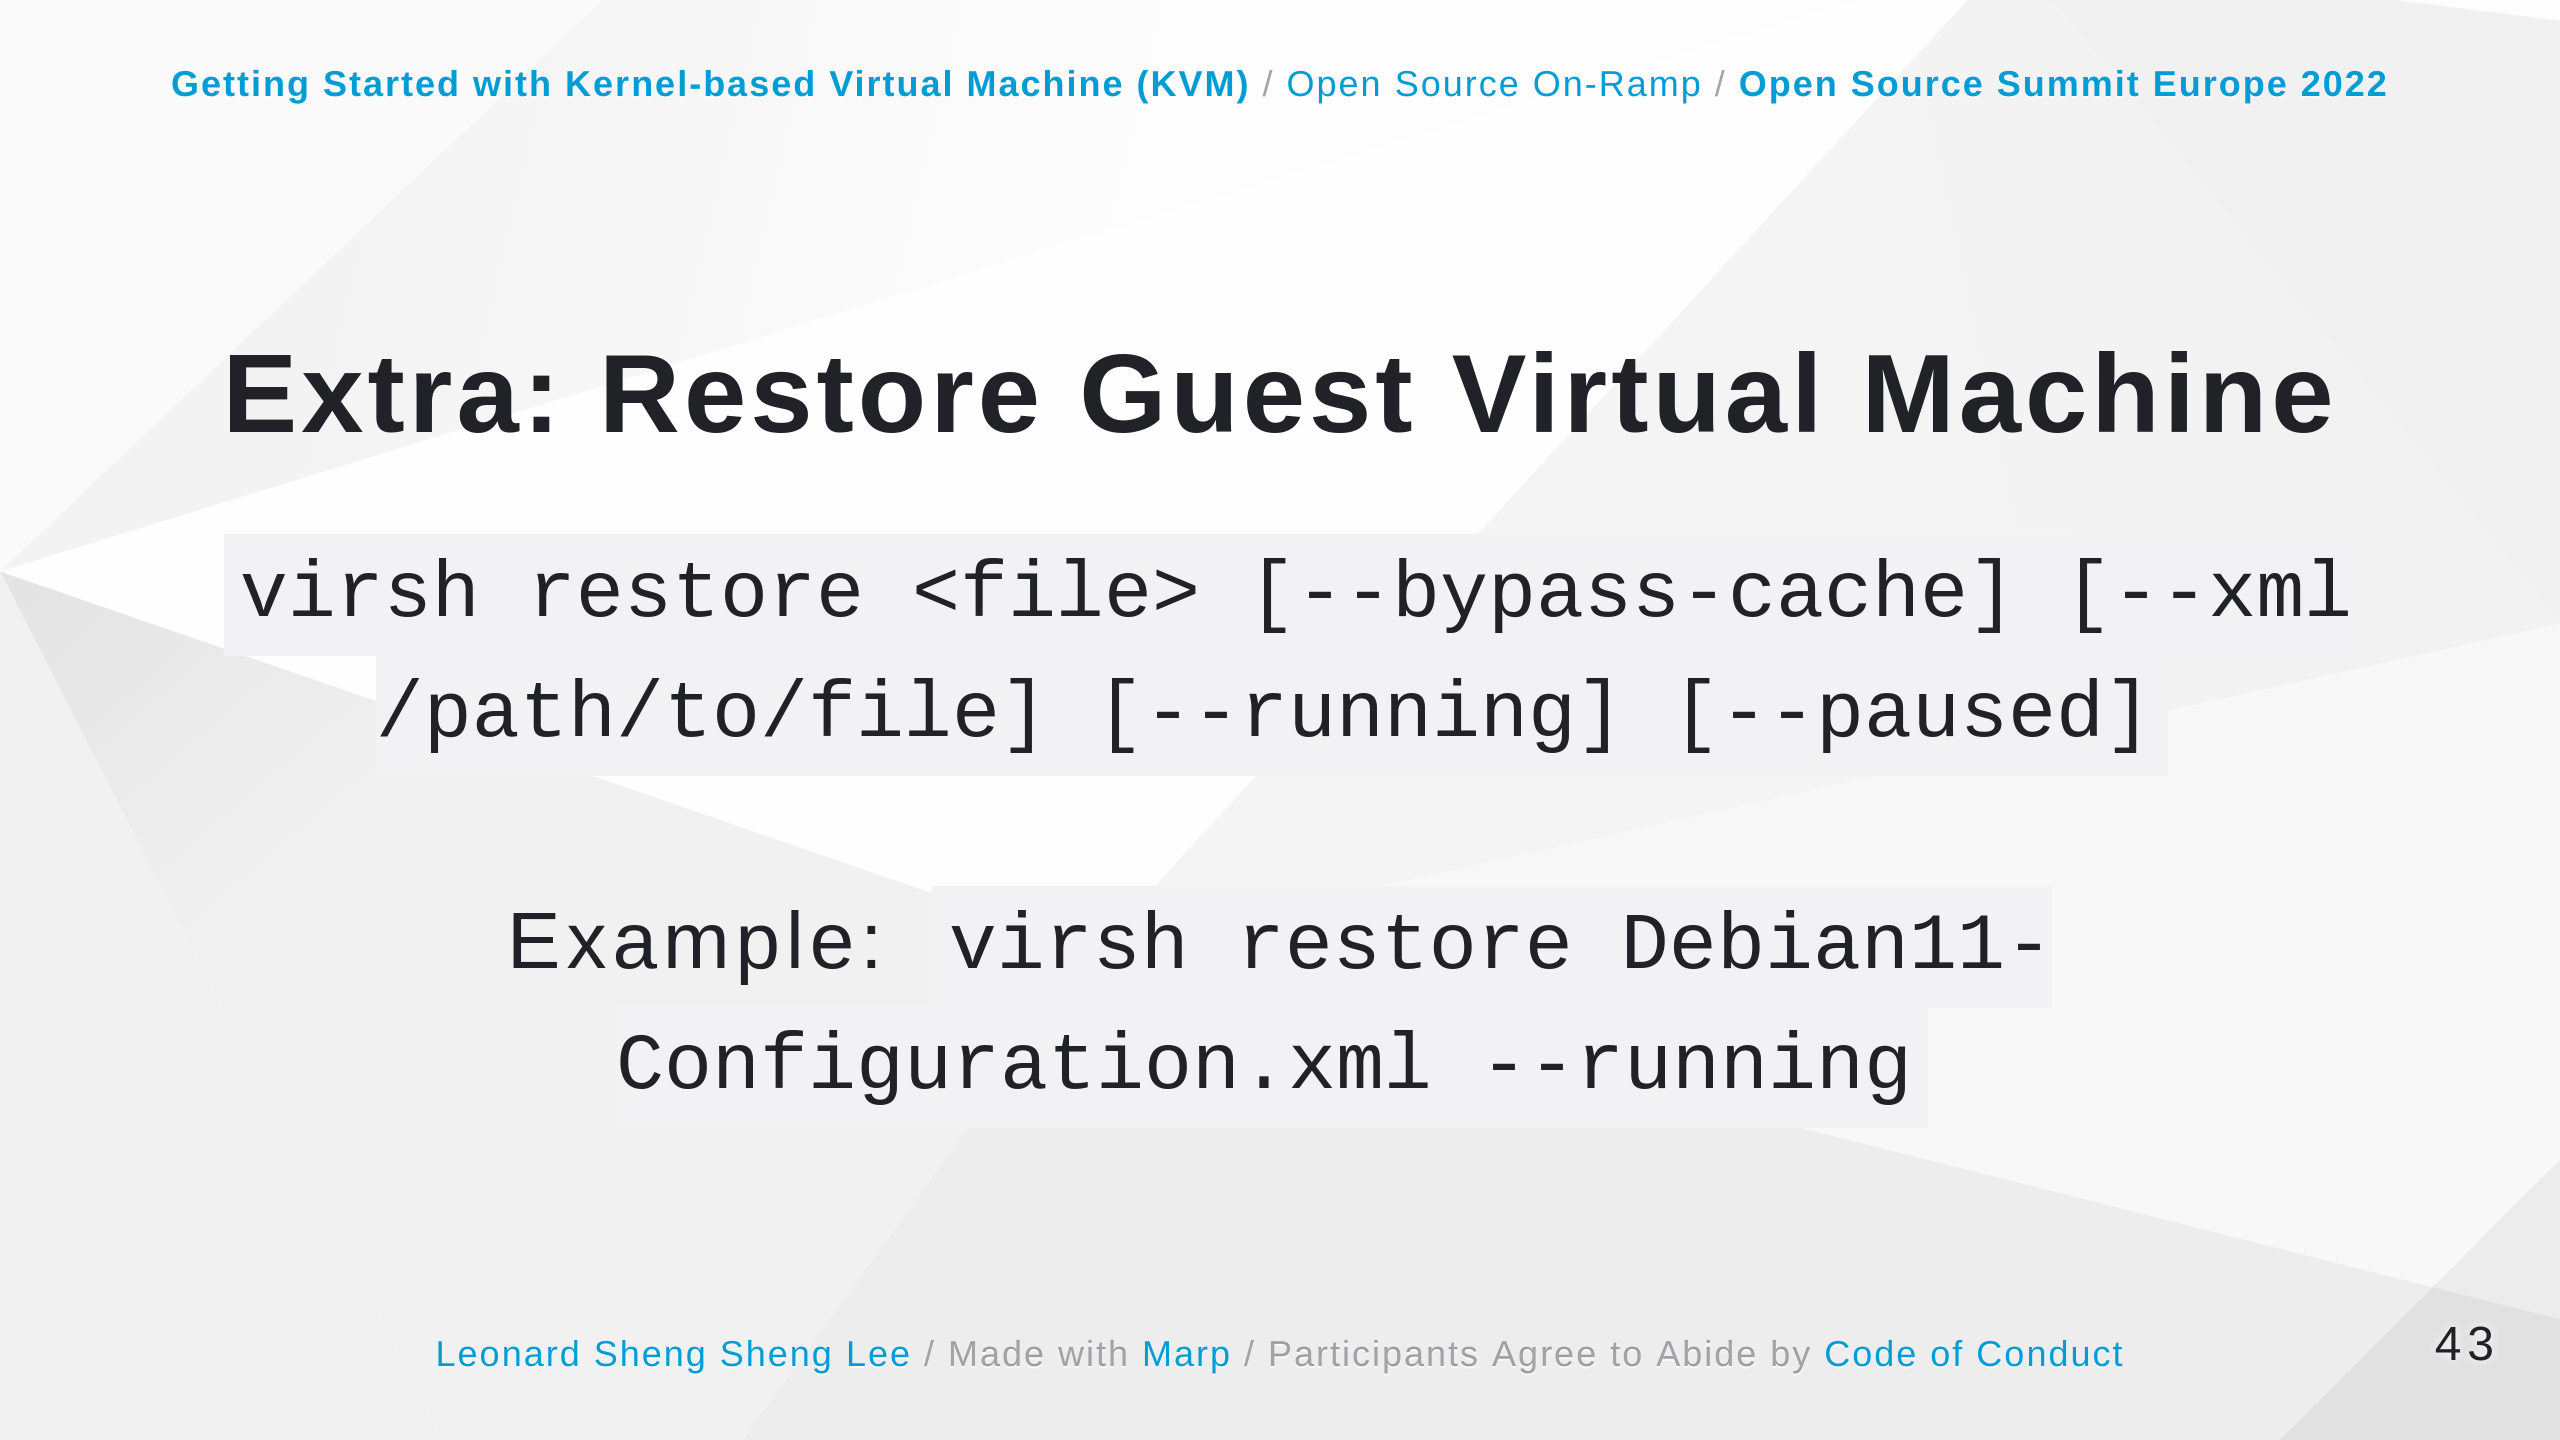 Getting Started with Kernel-based Virtual Machine (KVM) / Open Source On-Ramp / Open Source Summit Europe 2022
Extra: Restore Guest Virtual Machine
virsh restore <file> [--bypass-cache] [--xml
/path/to/file] [--running] [--paused]
Example: virsh restore Debian11-
Configuration.xml --running
Leonard Sheng Sheng Lee / Made with Marp / Participants Agree to Abide by Code of Conduct
43